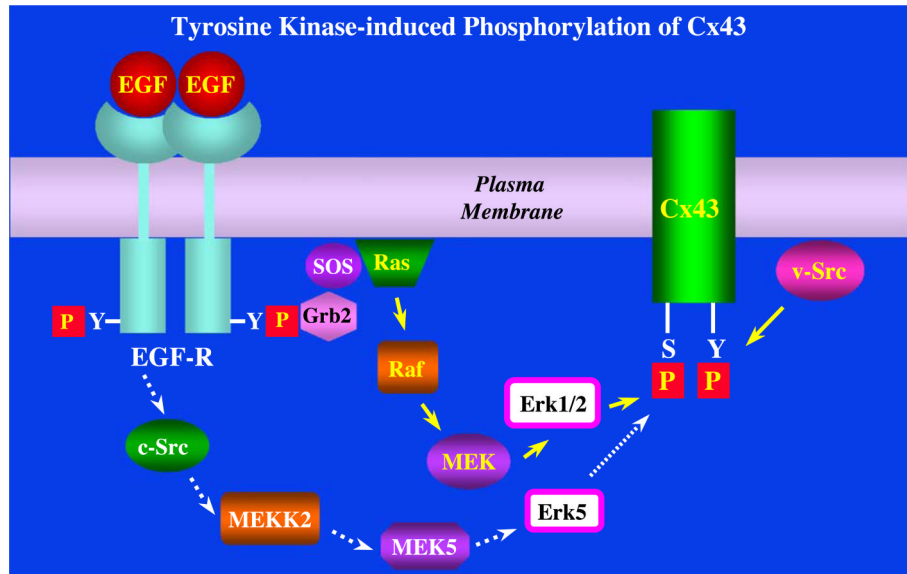 Tyrosine Kinase-induced Phosphorylation of Cx43
EGF EGF
Plasma
Membrane
Cx43
SOS Ras
v-Src
P Y Y P Grb2
EGF-R
S Y
P P
Raf
Erk1/2
c-Src
MEK
MEKK2
Erk5
MEK5